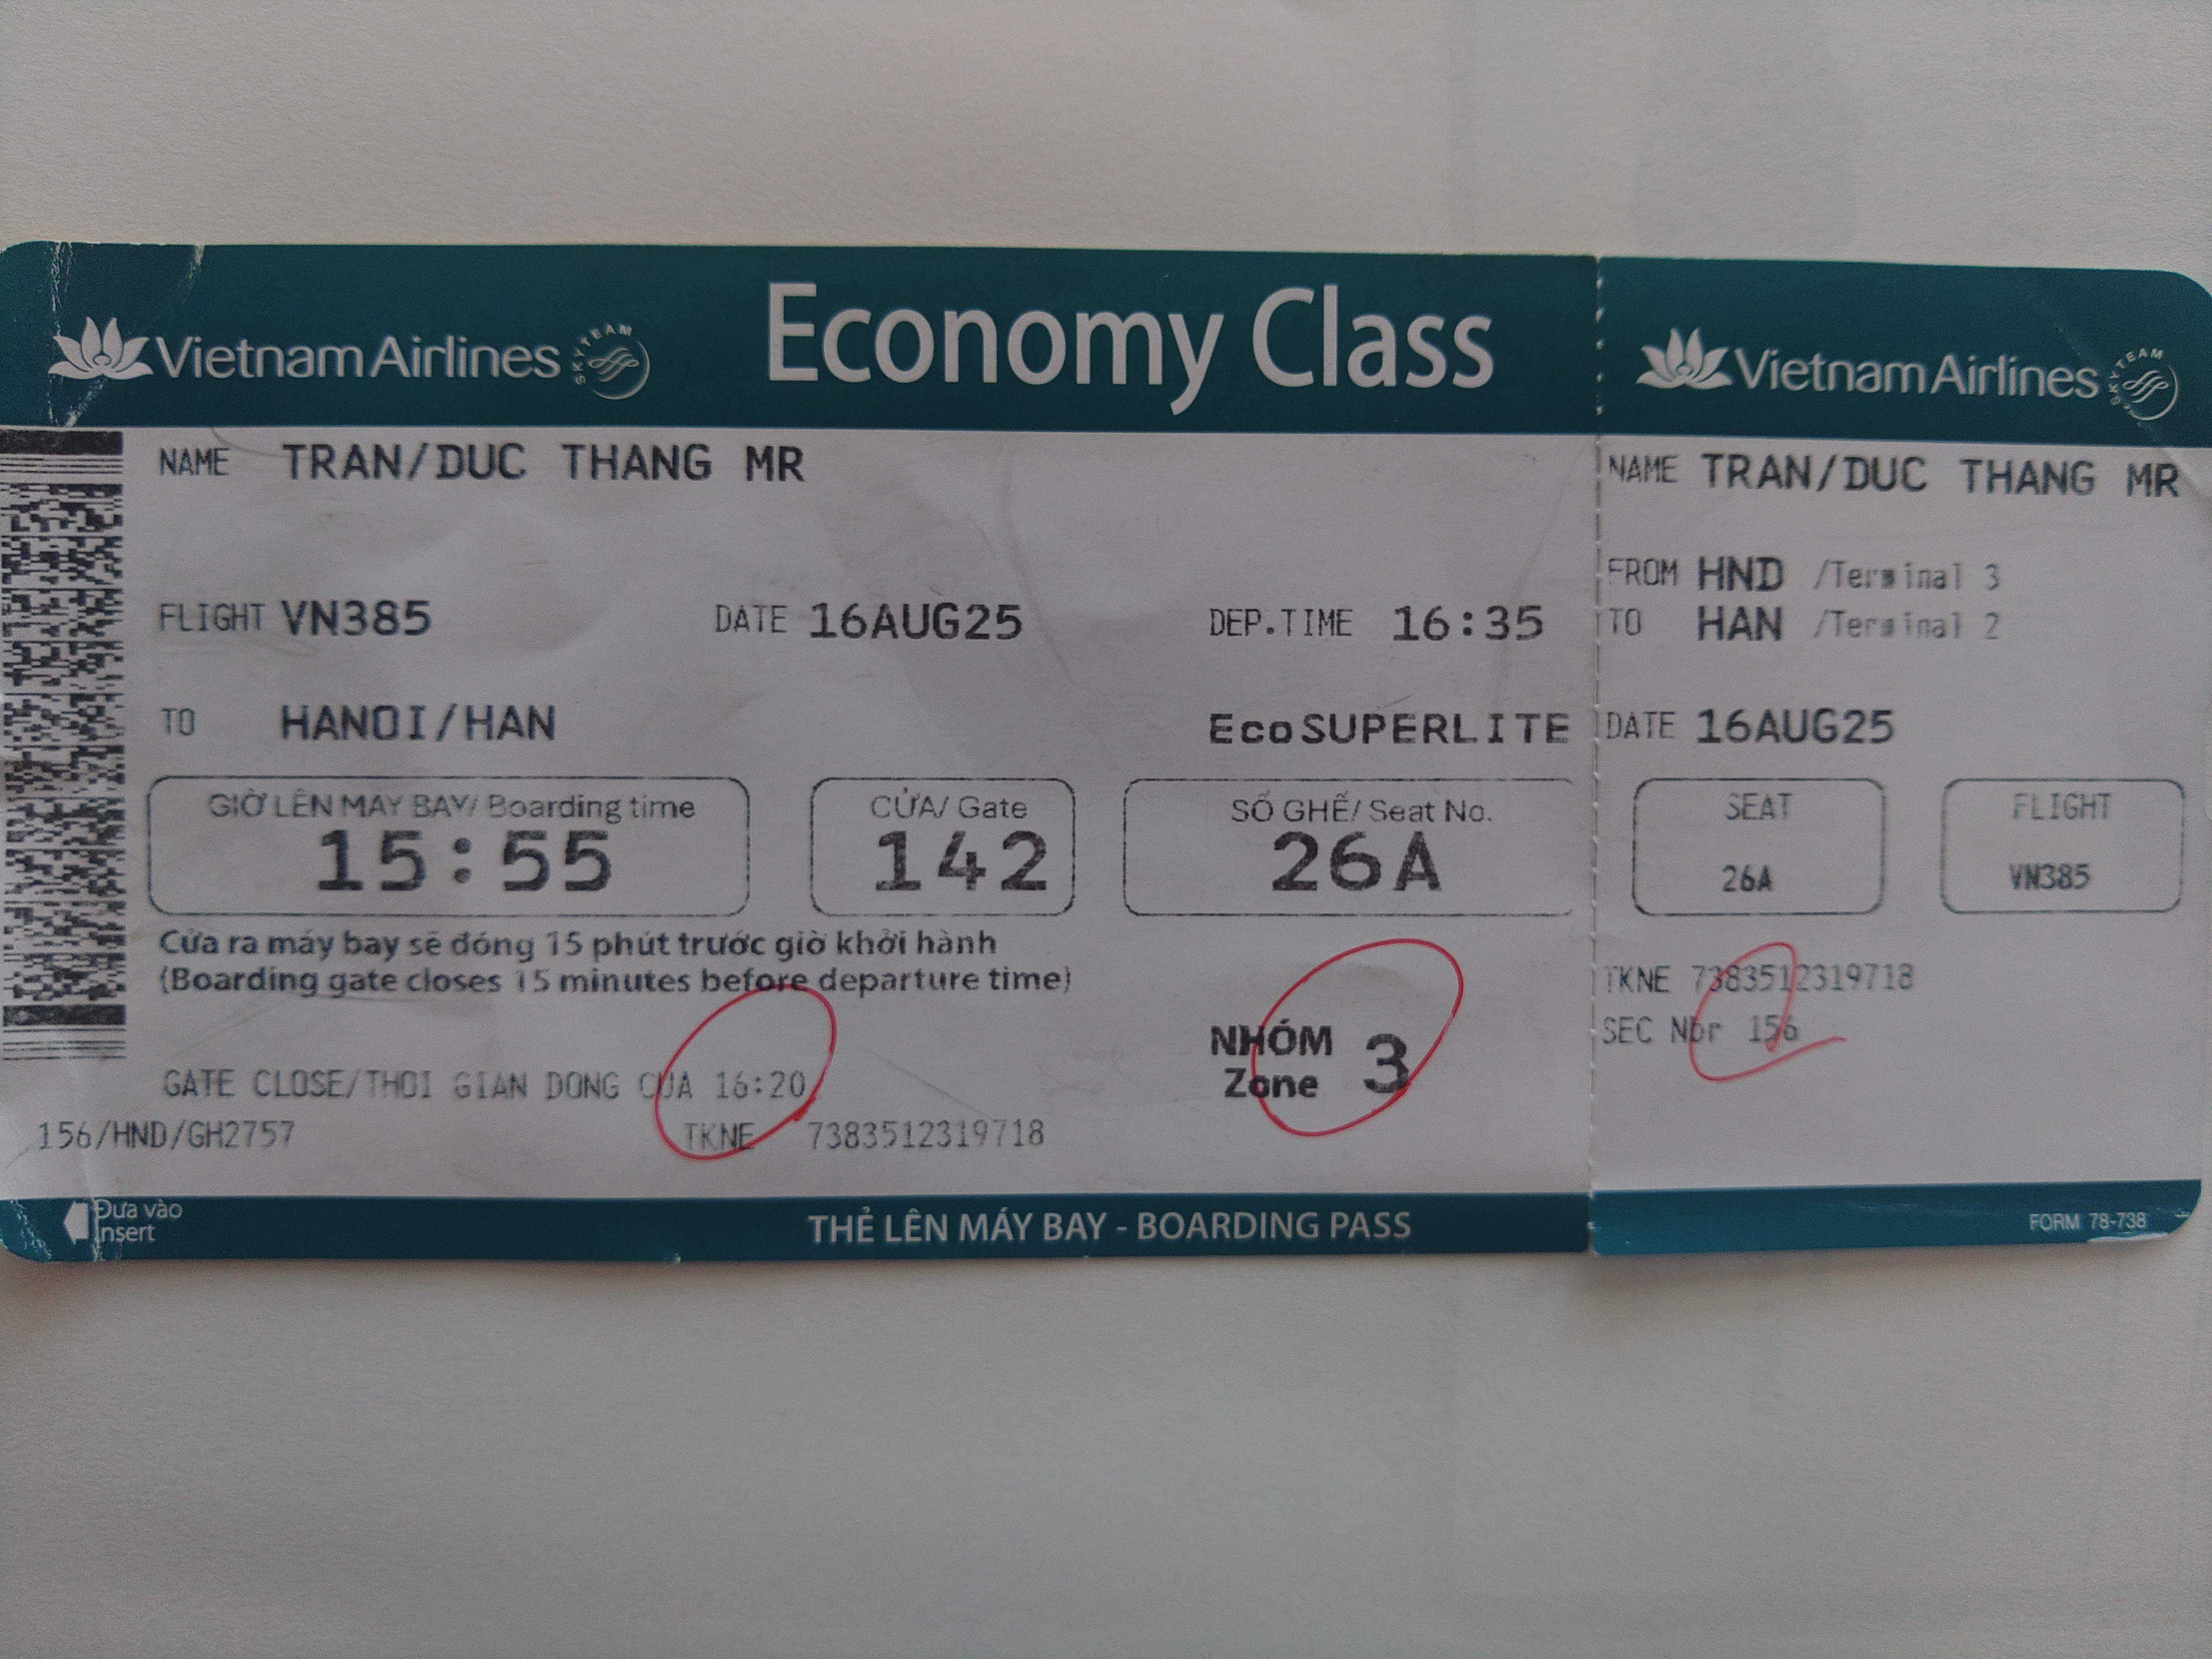 VietnamAirlines SKYTEAM
Economy Class
NAME TRAN/DUC THANG MR
FLIGHT VN385 DATE 16AUG25 DEP.TIME 16:35
TO HANOI/HAN EcoSUPERLITE
GIỜ LÊN MÁY BAY/ Boarding time CỬA/ Gate SỐ GHẾ/ Seat No.
15:55 142 26A
Cửa ra máy bay sẽ đóng 15 phút trước giờ khởi hành
(Boarding gate closes 15 minutes before departure time)
NHÓM 3
Zone
GATE CLOSE/THOI GIAN DONG CUA 16:20
156/HND/GH2757 TKNE 7383512319718
Đưa vào
Insert
THẺ LÊN MÁY BAY - BOARDING PASS
VietnamAirlines SKYTEAM
NAME TRAN/DUC THANG MR
FROM HND /Terminal 3
TO HAN /Terminal 2
DATE 16AUG25
SEAT FLIGHT
26A VN385
TKNE 7383512319718
SEC Nbr 156
FORM 78-738